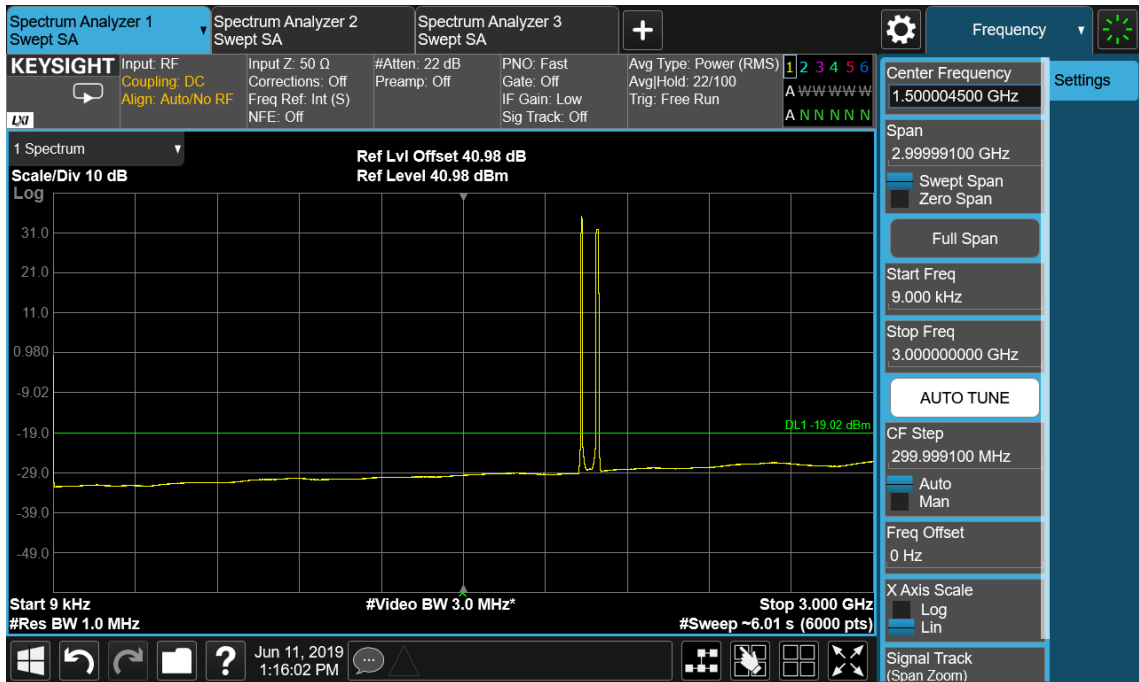 Spectrum Analyzer 1
Swept SA
Spectrum Analyzer 2
Swept SA
Spectrum Analyzer 3
Swept SA
Frequency
KEYSIGHT
LXI
Input: RF
Coupling: DC
Align: Auto/No RF
Input Z: 50 Ω
Corrections: Off
Freq Ref: Int (S)
NFE: Off
#Atten: 22 dB
Preamp: Off
PNO: Fast
Gate: Off
IF Gain: Low
Sig Track: Off
Avg Type: Power (RMS)
Avg|Hold: 22/100
Trig: Free Run
1 2 3 4 5 6
A W W W W W
A N N N N N
1 Spectrum
Scale/Div 10 dB
Log
Ref Lvl Offset 40.98 dB
Ref Level 40.98 dBm
31.0
21.0
11.0
0.980
-9.02
-19.0
-29.0
-39.0
-49.0
DL1 -19.02 dBm
Start 9 kHz
#Res BW 1.0 MHz
#Video BW 3.0 MHz*
Stop 3.000 GHz
#Sweep ~6.01 s (6000 pts)
Jun 11, 2019
1:16:02 PM
Center Frequency
1.500004500 GHz
Span
2.99999100 GHz
Swept Span
Zero Span
Full Span
Start Freq
9.000 kHz
Stop Freq
3.000000000 GHz
AUTO TUNE
CF Step
299.999100 MHz
Auto
Man
Freq Offset
0 Hz
X Axis Scale
Log
Lin
Signal Track
(Span Zoom)
Settings